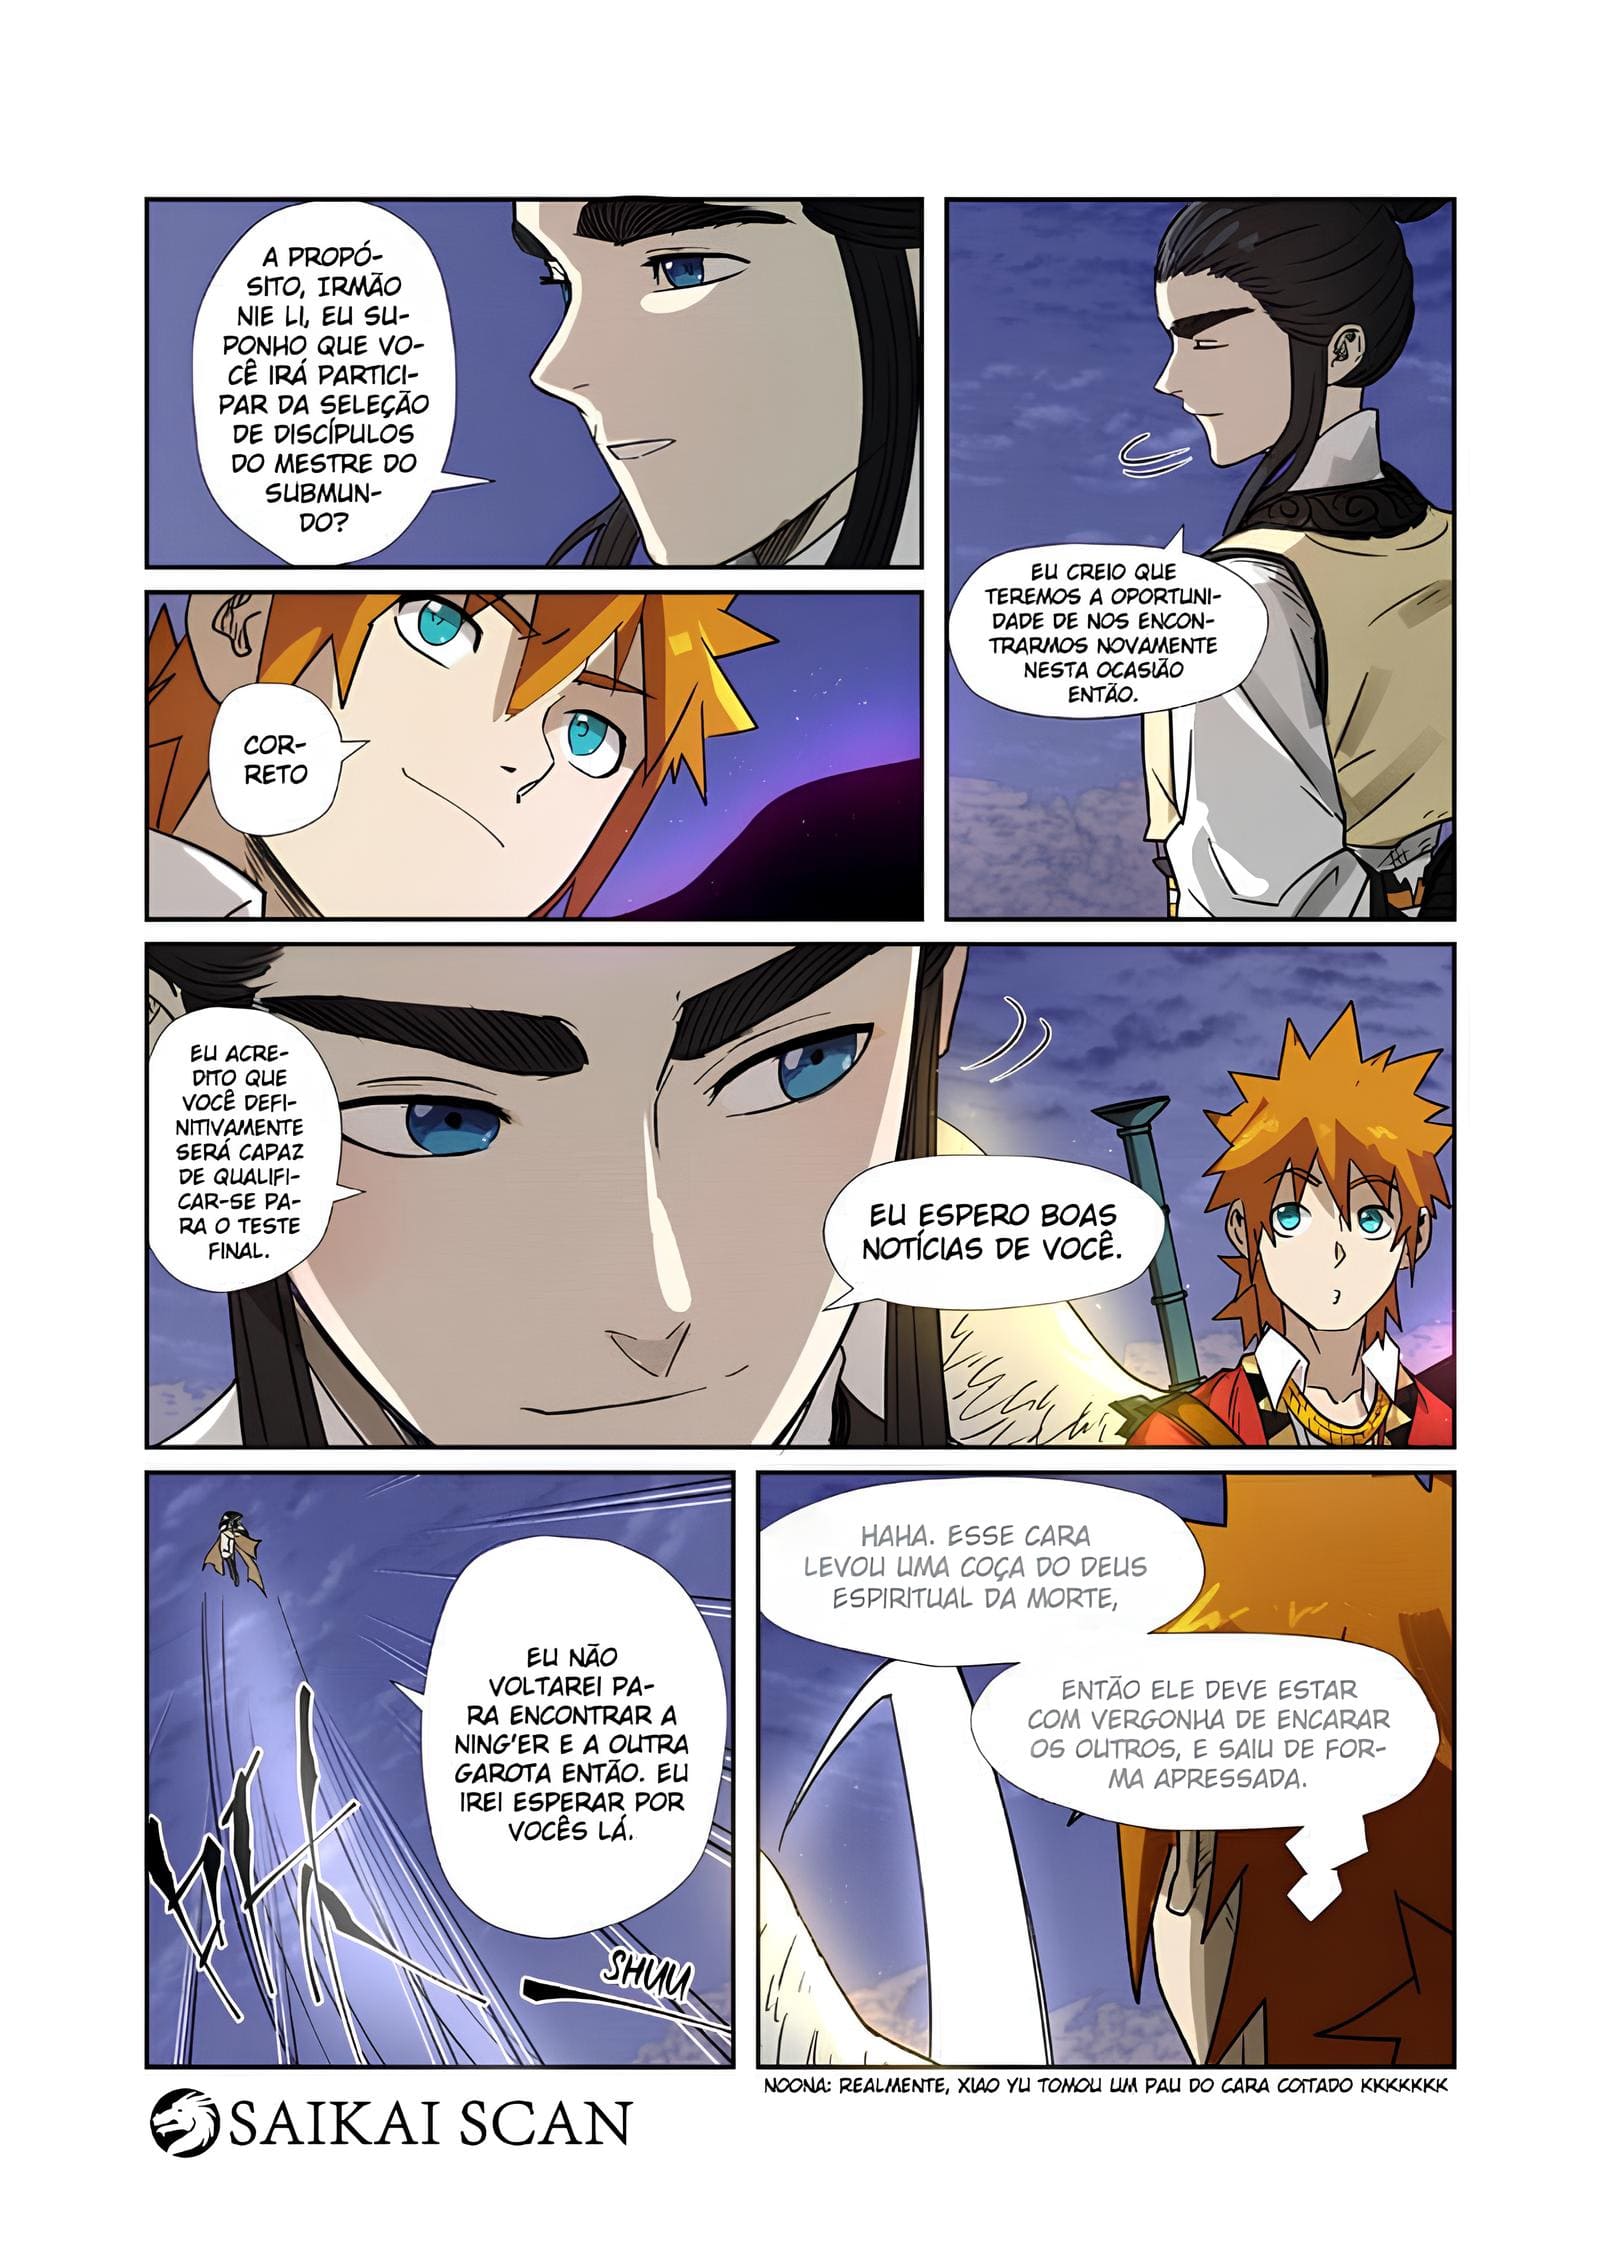 A PROPÓ-
SITO, IRMÃO
NIE LI, EU SU-
PONHO QUE VO-
CÊ IRÁ PARTICI-
PAR DA SELEÇÃO
DE DISCÍPULOS
DO MESTRE DO
SUBMUN-
DO?
COR-
RETO
EU CREIO QUE
TEREMOS A OPORTUNI-
DADE DE NOS ENCON-
TRARMOS NOVAMENTE
NESTA OCASIÃO
ENTÃO.
EU ACRE-
DITO QUE
VOCÊ DEFI-
NITIVAMENTE
SERÁ CAPAZ
DE QUALIFI-
CAR-SE PA-
RA O TESTE
FINAL.
EU ESPERO BOAS
NOTÍCIAS DE VOCÊ.
EU NÃO
VOLTAREI PA-
RA ENCONTRAR A
NING'ER E A OUTRA
GAROTA ENTÃO. EU
IREI ESPERAR POR
VOCÊS LÁ.
SHUU
HAHA. ESSE CARA
LEVOU UMA COÇA DO DEUS
ESPIRITUAL DA MORTE,
ENTÃO ELE DEVE ESTAR
COM VERGONHA DE ENCARAR
OS OUTROS, E SAIU DE FOR-
MA APRESSADA.
NOONA: REALMENTE, XIAO YU TOMOU UM PAU DO CARA COITADO KKKKKKK
SAIKAI SCAN